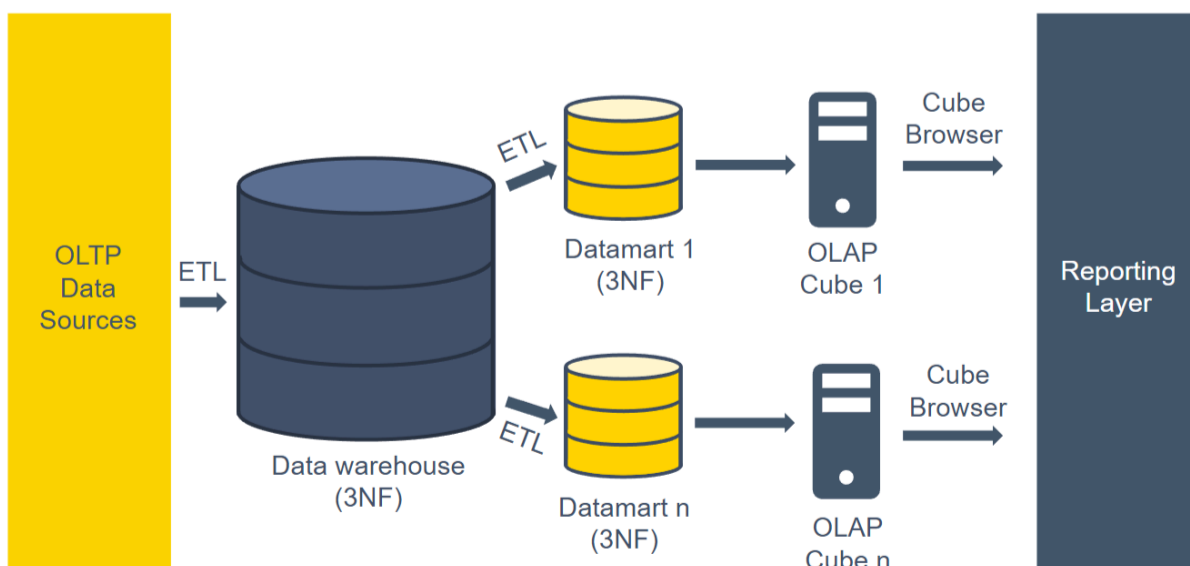 OLTP
Data
Sources
ETL
Data warehouse
(3NF)
ETL
Datamart 1
(3NF)
OLAP
Cube 1
Cube
Browser
ETL
Datamart n
(3NF)
OLAP
Cube n
Cube
Browser
Reporting
Layer